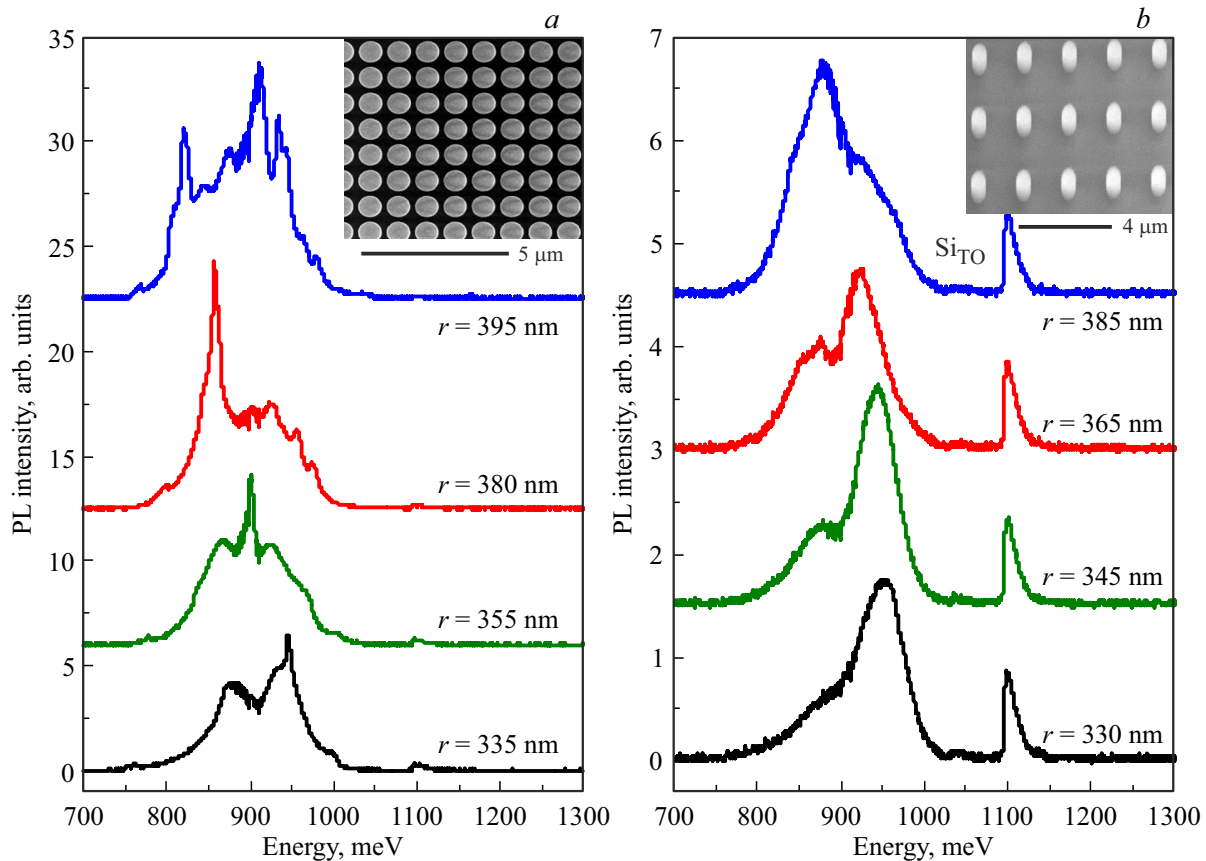 a
35
30
25
20
15
10
5
0
PL intensity, arb. units
5 μm
r = 395 nm
r = 380 nm
r = 355 nm
r = 335 nm
700 800 900 1000 1100 1200 1300
Energy, meV
b
7
6
5
4
3
2
1
0
PL intensity, arb. units
4 μm
SiTO
r = 385 nm
r = 365 nm
r = 345 nm
r = 330 nm
700 800 900 1000 1100 1200 1300
Energy, meV